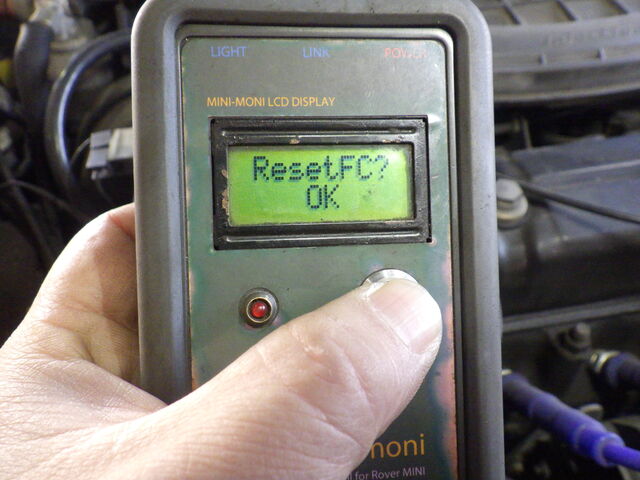 LIGHT LINK POWER
MINI-MONI LCD DISPLAY
ResetFC?
OK
moni
for Rover MINI